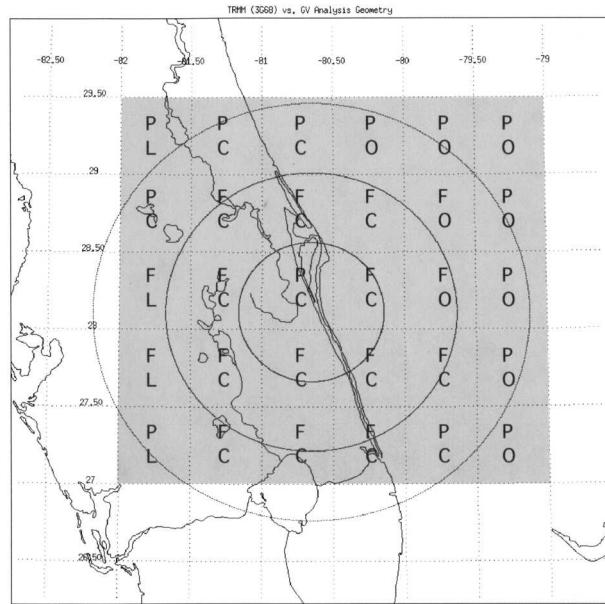 TRMM (3G68) vs. GV Analysis Geometry
-82.50 -82 -81.50 -81 -80.50 -80 -79.50 -79
29.50
P P P P P P
L C C O O O
29
P F F F F P
C C C C O O
28.50
F F P F F P
L C C C O O
28
F F F F F P
L C C C C O
27.50
P F F F P P
L C C C C O
27
26.50